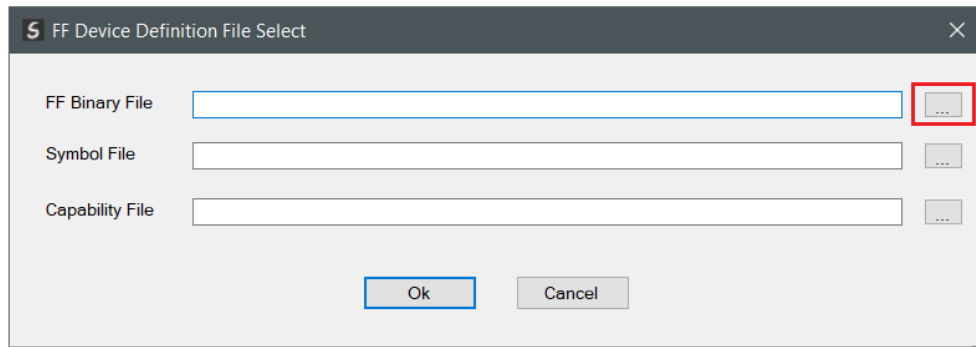 S FF Device Definition File Select
FF Binary File
...
Symbol File
...
Capability File
...
Ok Cancel